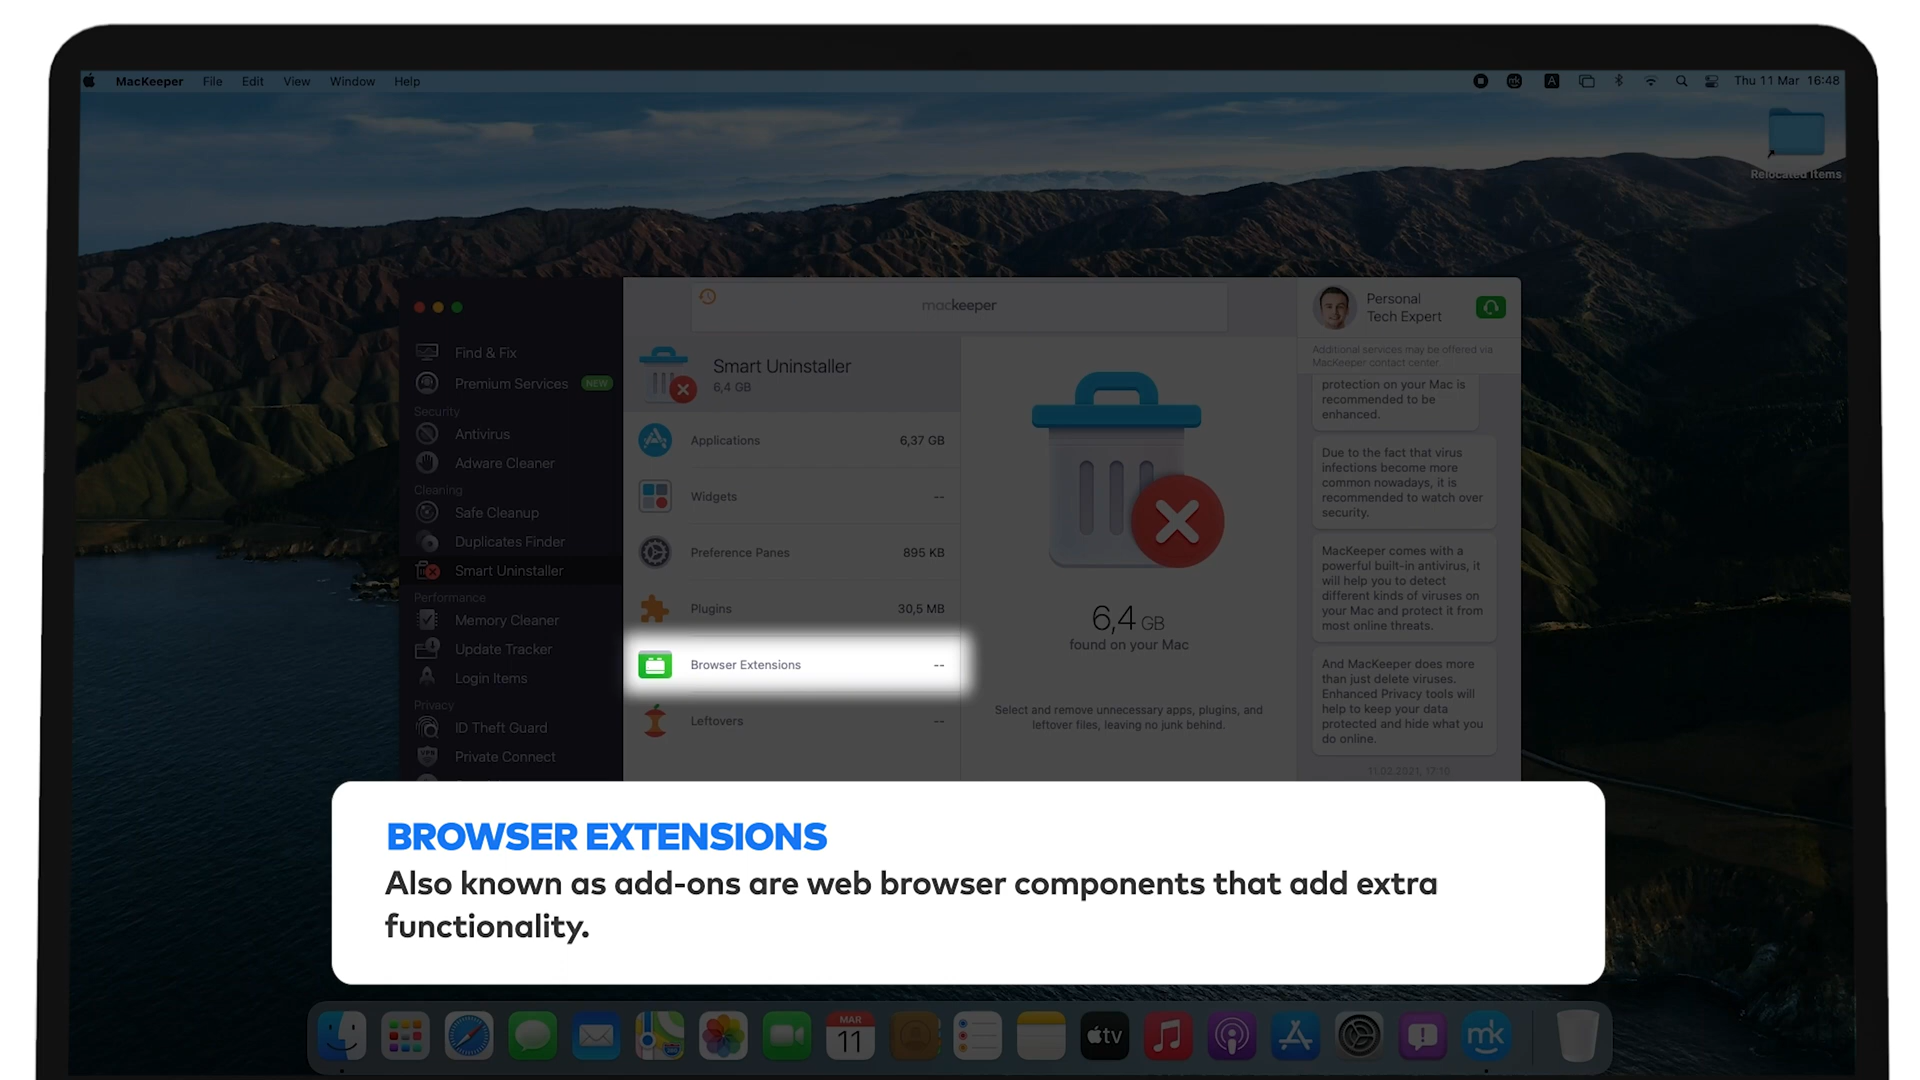 MacKeeper File Edit View Window Help
A
Thu 11 Mar 16:48
Relocated Items
mackeeper
Personal
Tech Expert
Additional services may be offered via
MacKeeper contact center.
Find & Fix
Premium Services NEW
Security
Antivirus
Adware Cleaner
Cleaning
Safe Cleanup
Duplicates Finder
Smart Uninstaller
Performance
Memory Cleaner
Update Tracker
Login Items
Privacy
ID Theft Guard
VPN
Private Connect
Smart Uninstaller
6,4 GB
Applications 6,37 GB
Widgets --
Preference Panes 895 KB
Plugins 30,5 MB
Browser Extensions --
Leftovers --
6,4 GB
found on your Mac
Select and remove unnecessary apps, plugins, and
leftover files, leaving no junk behind.
protection on your Mac is
recommended to be
enhanced.
Due to the fact that virus
infections become more
common nowadays, it is
recommended to watch over
security.
MacKeeper comes with a
powerful built-in antivirus, it
will help you to detect
different kinds of viruses on
your Mac and protect it from
most online threats.
And MacKeeper does more
than just delete viruses.
Enhanced Privacy tools will
help to keep your data
protected and hide what you
do online.
11.02.2021, 17:19
BROWSER EXTENSIONS
Also known as add-ons are web browser components that add extra
functionality.
MAR
11
tv
mk